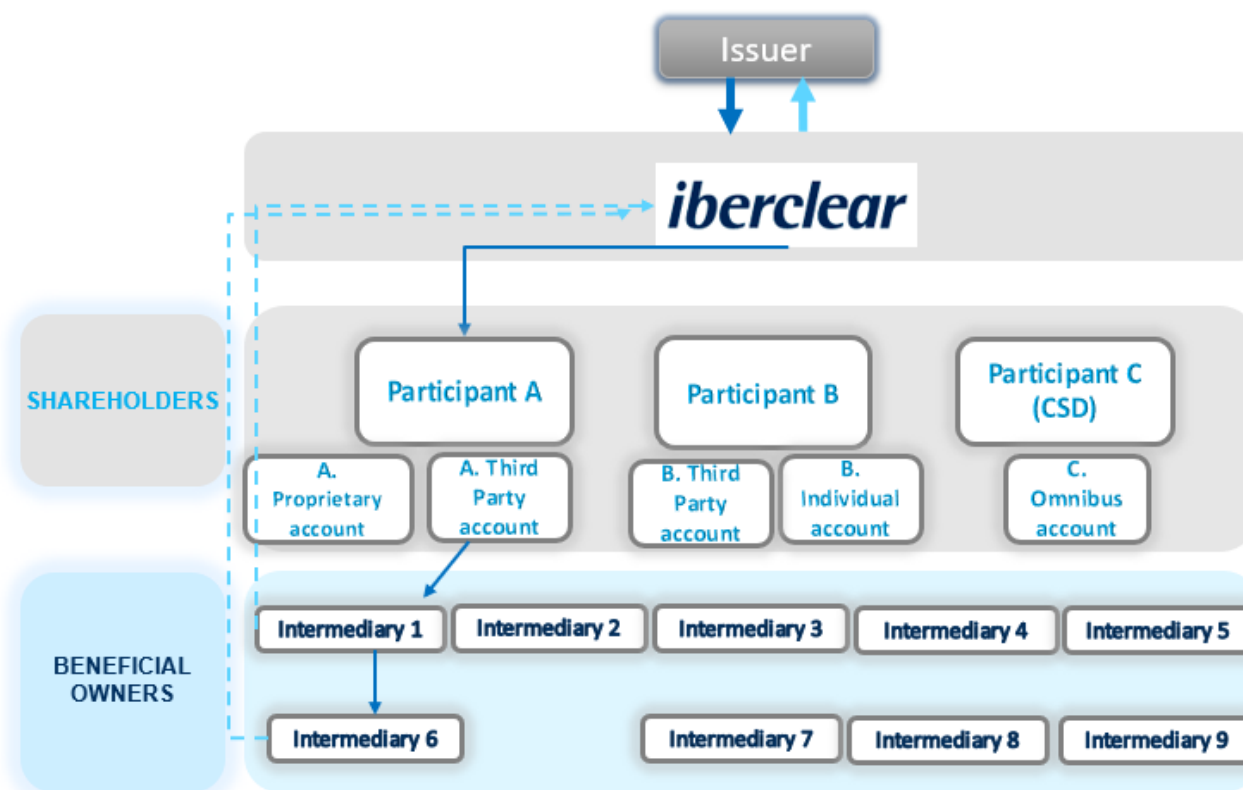 Issuer
iberclear
SHAREHOLDERS
Participant A
Participant B
Participant C
(CSD)
A.
Proprietary
account
A. Third
Party
account
B. Third
Party
account
B.
Individual
account
C.
Omnibus
account
BENEFICIAL
OWNERS
Intermediary 1
Intermediary 2
Intermediary 3
Intermediary 4
Intermediary 5
Intermediary 6
Intermediary 7
Intermediary 8
Intermediary 9